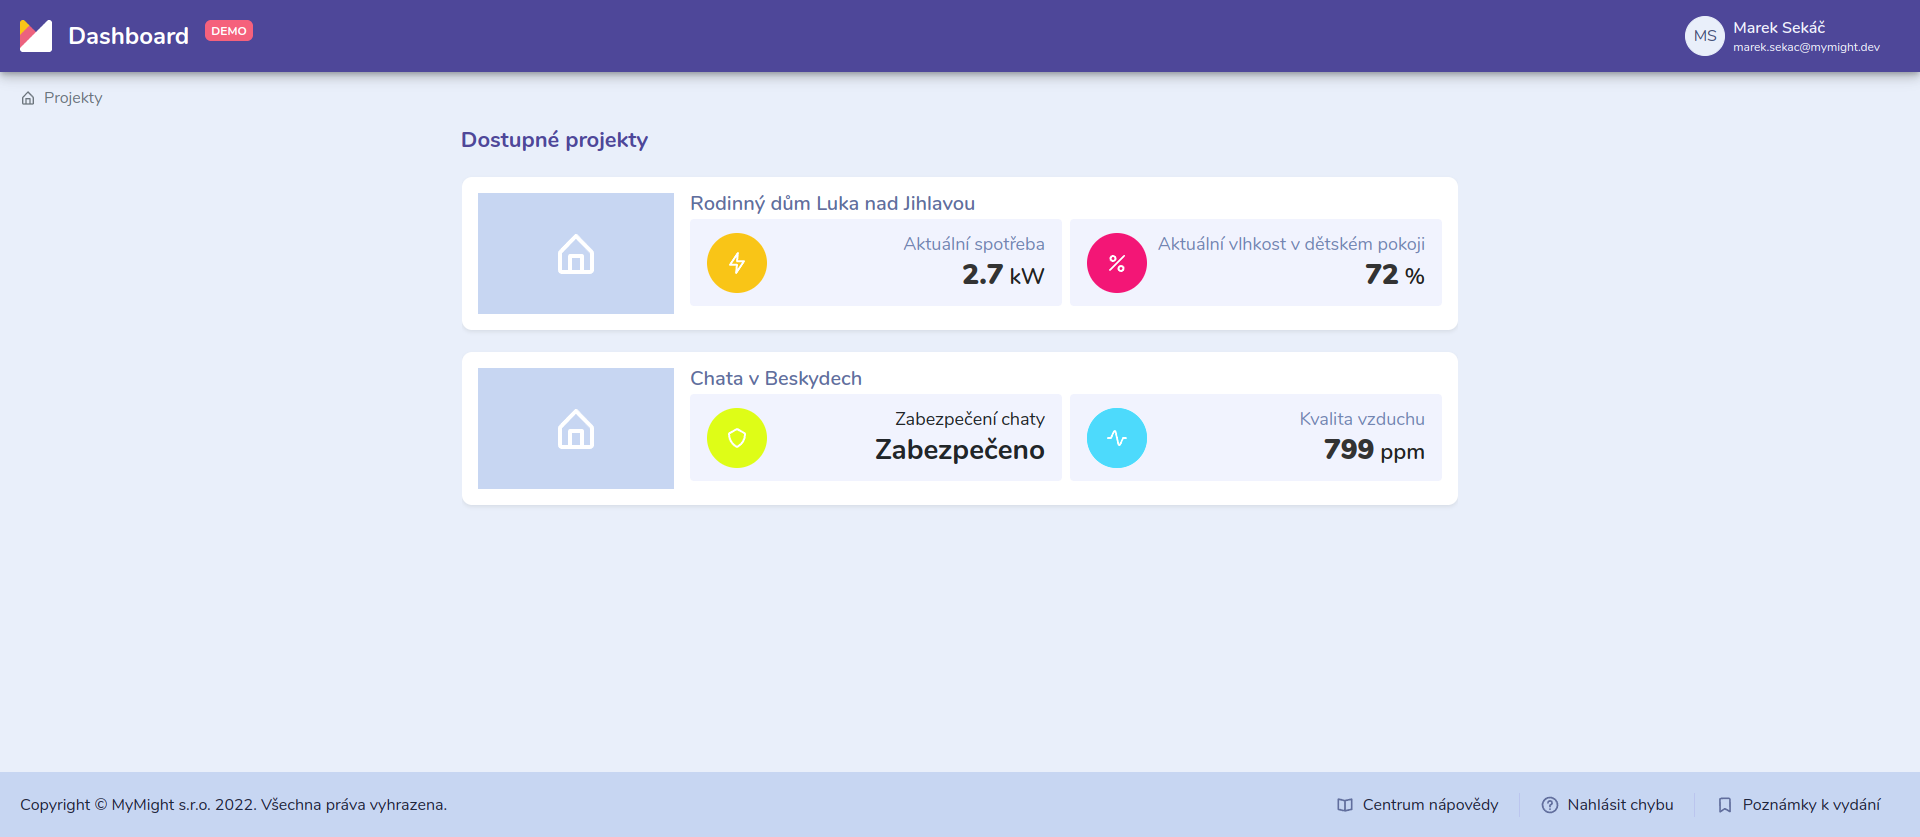 Dashboard
DEMO
MS
Marek Sekáč
marek.sekac@mymight.dev
Projekty
Dostupné projekty
Rodinný dům Luka nad Jihlavou
Aktuální spotřeba
2.7 kW
Aktuální vlhkost v dětském pokoji
72 %
Chata v Beskydech
Zabezpečení chaty
Zabezpečeno
Kvalita vzduchu
799 ppm
Copyright © MyMight s.r.o. 2022. Všechna práva vyhrazena.
Centrum nápovědy
Nahlásit chybu
Poznámky k vydání